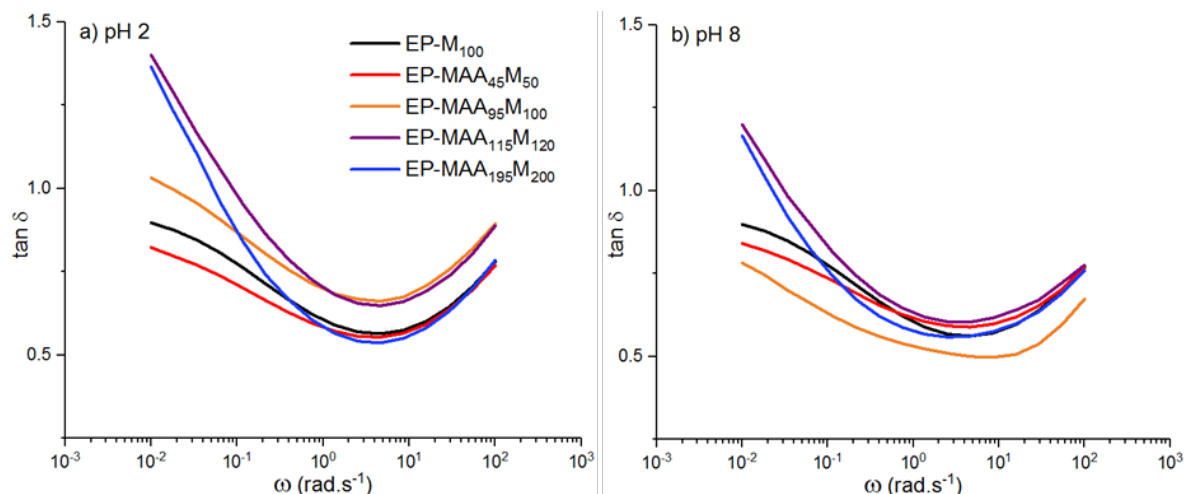 a) pH 2
tan δ
1.5
1.0
0.5
10⁻³ 10⁻² 10⁻¹ 10⁰ 10¹ 10² 10³
ω (rad.s⁻¹)
EP-M₁₀₀
EP-MAA₄₅M₅₀
EP-MAA₉₅M₁₀₀
EP-MAA₁₁₅M₁₂₀
EP-MAA₁₉₅M₂₀₀
b) pH 8
tan δ
1.5
1.0
0.5
10⁻³ 10⁻² 10⁻¹ 10⁰ 10¹ 10² 10³
ω (rad.s⁻¹)